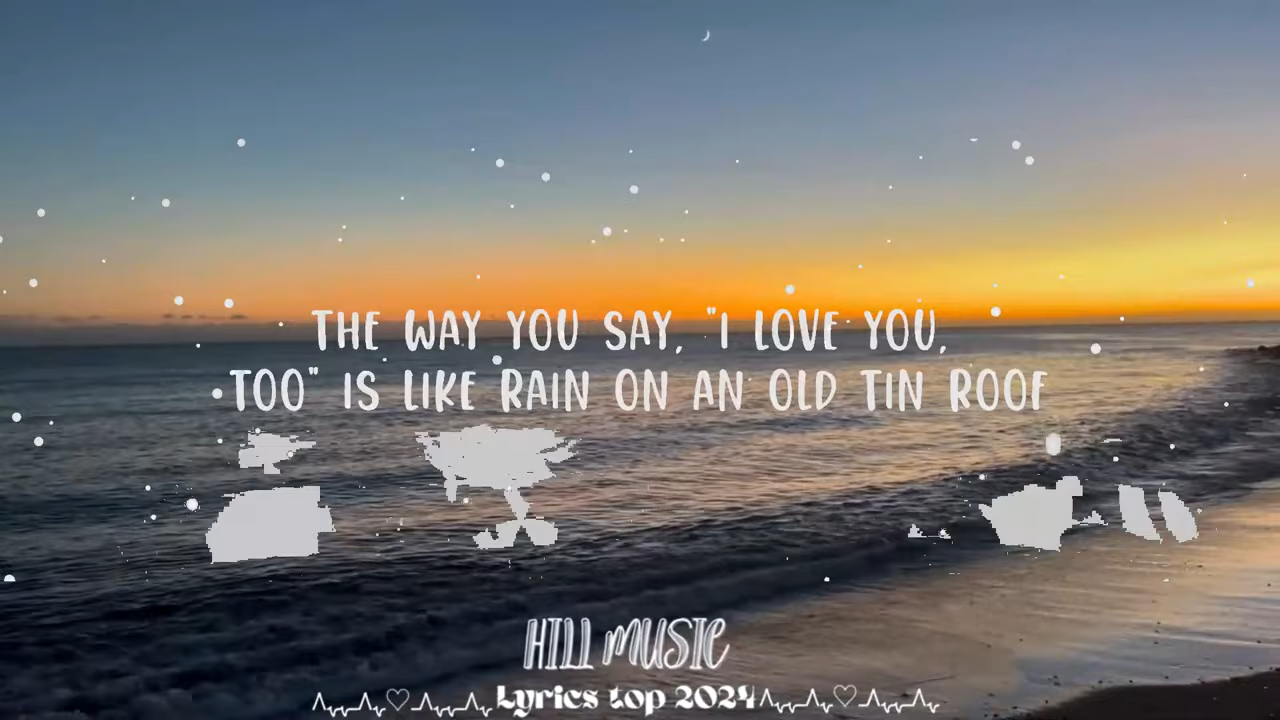 THE WAY YOU SAY, "I LOVE YOU,
TOO" IS LIKE RAIN ON AN OLD TIN ROOF
HILL MUSIC
Lyrics top 2024